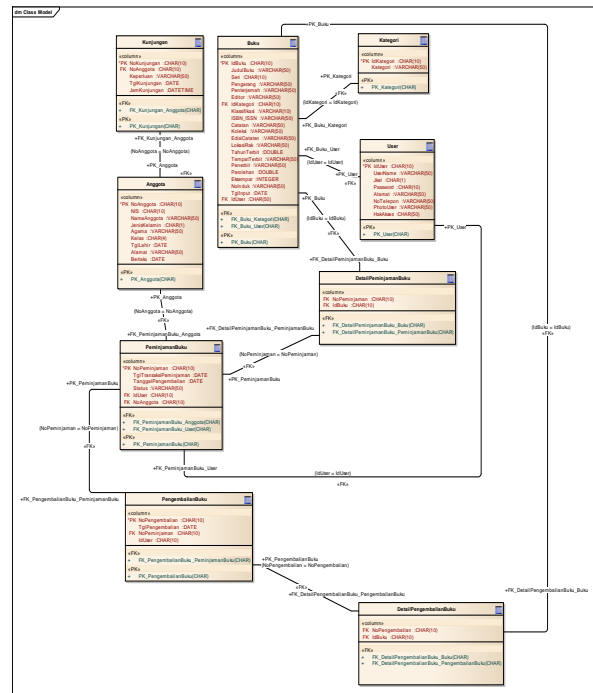 dm Class Model
Kunjungan
«column»
*PK NoKunjungan :CHAR(10)
FK NoAnggota :CHAR(10)
Keperluan :VARCHAR(50)
TglKunjungan :DATE
JamKunjungan :DATETIME
«FK»
+ FK_Kunjungan_Anggota(CHAR)
«PK»
+ PK_Kunjungan(CHAR)
+FK_Kunjungan_Anggota
(NoAnggota = NoAnggota)
+PK_Anggota
«FK»
Anggota
«column»
*PK NoAnggota :CHAR(10)
NIS :CHAR(10)
NamaAnggota :VARCHAR(50)
JenisKelamin :CHAR(1)
Agama :VARCHAR(50)
Kelas :CHAR(4)
TglLahir :DATE
Alamat :VARCHAR(50)
Berlaku :DATE
«PK»
+ PK_Anggota(CHAR)
+PK_Anggota
(NoAnggota = NoAnggota)
«FK»
+FK_PeminjamanBuku_Anggota
PeminjamanBuku
«column»
*PK NoPeminjaman :CHAR(10)
TglTransaksiPeminjaman :DATE
TanggalPengembalian :DATE
Status :VARCHAR(50)
FK IdUser :CHAR(10)
FK NoAnggota :CHAR(10)
«FK»
+ FK_PeminjamanBuku_Anggota(CHAR)
+ FK_PeminjamanBuku_User(CHAR)
«PK»
+ PK_Peminjaman​Buku(CHAR)
+PK_PeminjamanBuku
(NoPeminjaman = NoPeminjaman)
«FK»
+FK_PengembalianBuku_PeminjamanBuku
+FK_PeminjamanBuku_User
(IdUser = IdUser)
«FK»
Buku
«column»
*PK IdBuku :CHAR(10)
JudulBuku :VARCHAR(50)
Seri :CHAR(10)
Pengarang :VARCHAR(50)
Penterjemah :VARCHAR(50)
Editor :VARCHAR(50)
FK IdKategori :CHAR(10)
Klasifikasi :CHAR(10)
ISBN_ISSN :VARCHAR(50)
Catatan :VARCHAR(50)
Koleksi :VARCHAR(50)
EdisiCatatan :VARCHAR(50)
LokasiRak :VARCHAR(50)
TahunTerbit :DOUBLE
TempatTerbit :VARCHAR(50)
Penerbit :VARCHAR(50)
Perolehan :DOUBLE
Eksemplar :INTEGER
NoInduk :VARCHAR(50)
TglInput :DATE
FK IdUser :CHAR(50)
«FK»
+ FK_Buku_Kategori(CHAR)
+ FK_Buku_User(CHAR)
«PK»
+ PK_Buku(CHAR)
+PK_Buku
Kategori
«column»
*PK IdKategori :CHAR(10)
Kategori :VARCHAR(50)
«PK»
+ PK_Kategori(CHAR)
+PK_Kategori
«FK»
(IdKategori = IdKategori)
+FK_Buku_Kategori
+FK_Buku_User
(IdUser = IdUser)
+PK_User
«FK»
User
«column»
*PK IdUser :CHAR(10)
UserName :VARCHAR(50)
Jkel :CHAR(1)
Password :CHAR(10)
Alamat :VARCHAR(50)
NoTelepon :VARCHAR(50)
PhotoUser :VARCHAR(50)
HakAkses :CHAR(50)
«PK»
+ PK_User(CHAR)
+PK_User
+PK_Buku
(IdBuku = IdBuku)
«FK»
+FK_DetailPeminjamanBuku_Buku
DetailPeminjamanBuku
«column»
FK NoPeminjaman :CHAR(10)
FK IdBuku :CHAR(10)
«FK»
+ FK_DetailPeminjamanBuku_Buku(CHAR)
+ FK_DetailPeminjamanBuku_PeminjamanBuku(CHAR)
+FK_DetailPeminjamanBuku_PeminjamanBuku
«FK»
(NoPeminjaman = NoPeminjaman)
+PK_PeminjamanBuku
(IdBuku = IdBuku)
«FK»
PengembalianBuku
«column»
*PK NoPengembalian :CHAR(10)
TglPengembalian :DATE
FK NoPeminjaman :CHAR(10)
IdUser :CHAR(10)
«FK»
+ FK_PengembalianBuku_PeminjamanBuku(CHAR)
«PK»
+ PK_PengembalianBuku(CHAR)
+PK_PengembalianBuku
(NoPengembalian = NoPengembalian)
«FK»
+FK_DetailPengembalianBuku_PengembalianBuku
+FK_DetailPengembalianBuku_Buku
DetailPengembalianBuku
«column»
FK NoPengembalian :CHAR(10)
FK IdBuku :CHAR(10)
«FK»
+ FK_DetailPengembalianBuku_Buku(CHAR)
+ FK_DetailPengembalianBuku_PengembalianBuku(CHAR)